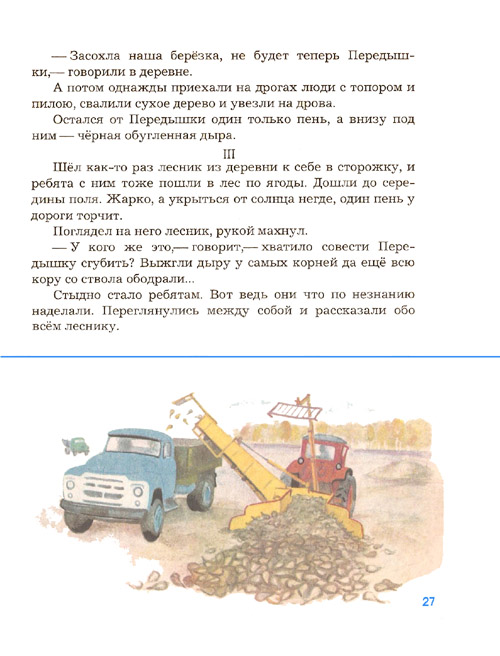 — Засохла наша берёзка, не будет теперь Передыш-
ки,— говорили в деревне.
А потом однажды приехали на дрогах люди с топором и
пилою, свалили сухое дерево и увезли на дрова.
Остался от Передышки один только пень, а внизу под
ним — чёрная обугленная дыра.
III
Шёл как-то раз лесник из деревни к себе в сторожку, и
ребята с ним тоже пошли в лес по ягоды. Дошли до сере-
дины поля. Жарко, а укрыться от солнца негде, один пень у
дороги торчит.
Поглядел на него лесник, рукой махнул.
— У кого же это,— говорит,— хватило совести Пере-
дышку сгубить? Выжгли дыру у самых корней да ещё всю
кору со ствола ободрали...
Стыдно стало ребятам. Вот ведь они что по незнанию
наделали. Переглянулись между собой и рассказали обо
всём леснику.
27